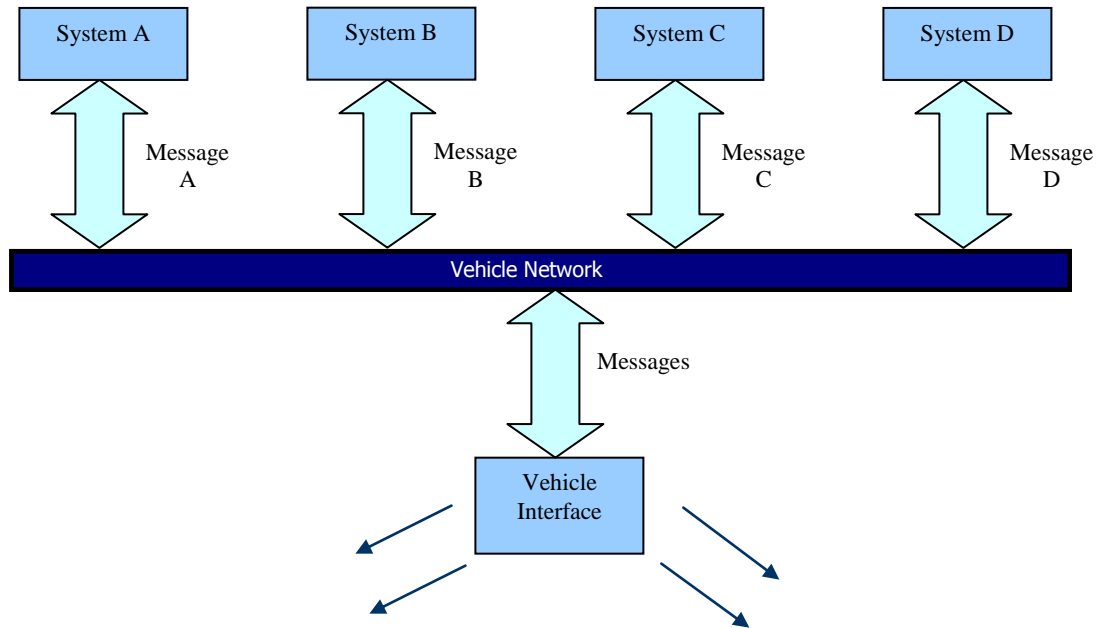 System A
System B
System C
System D
Message
A
Message
B
Message
C
Message
D
Vehicle Network
Messages
Vehicle
Interface